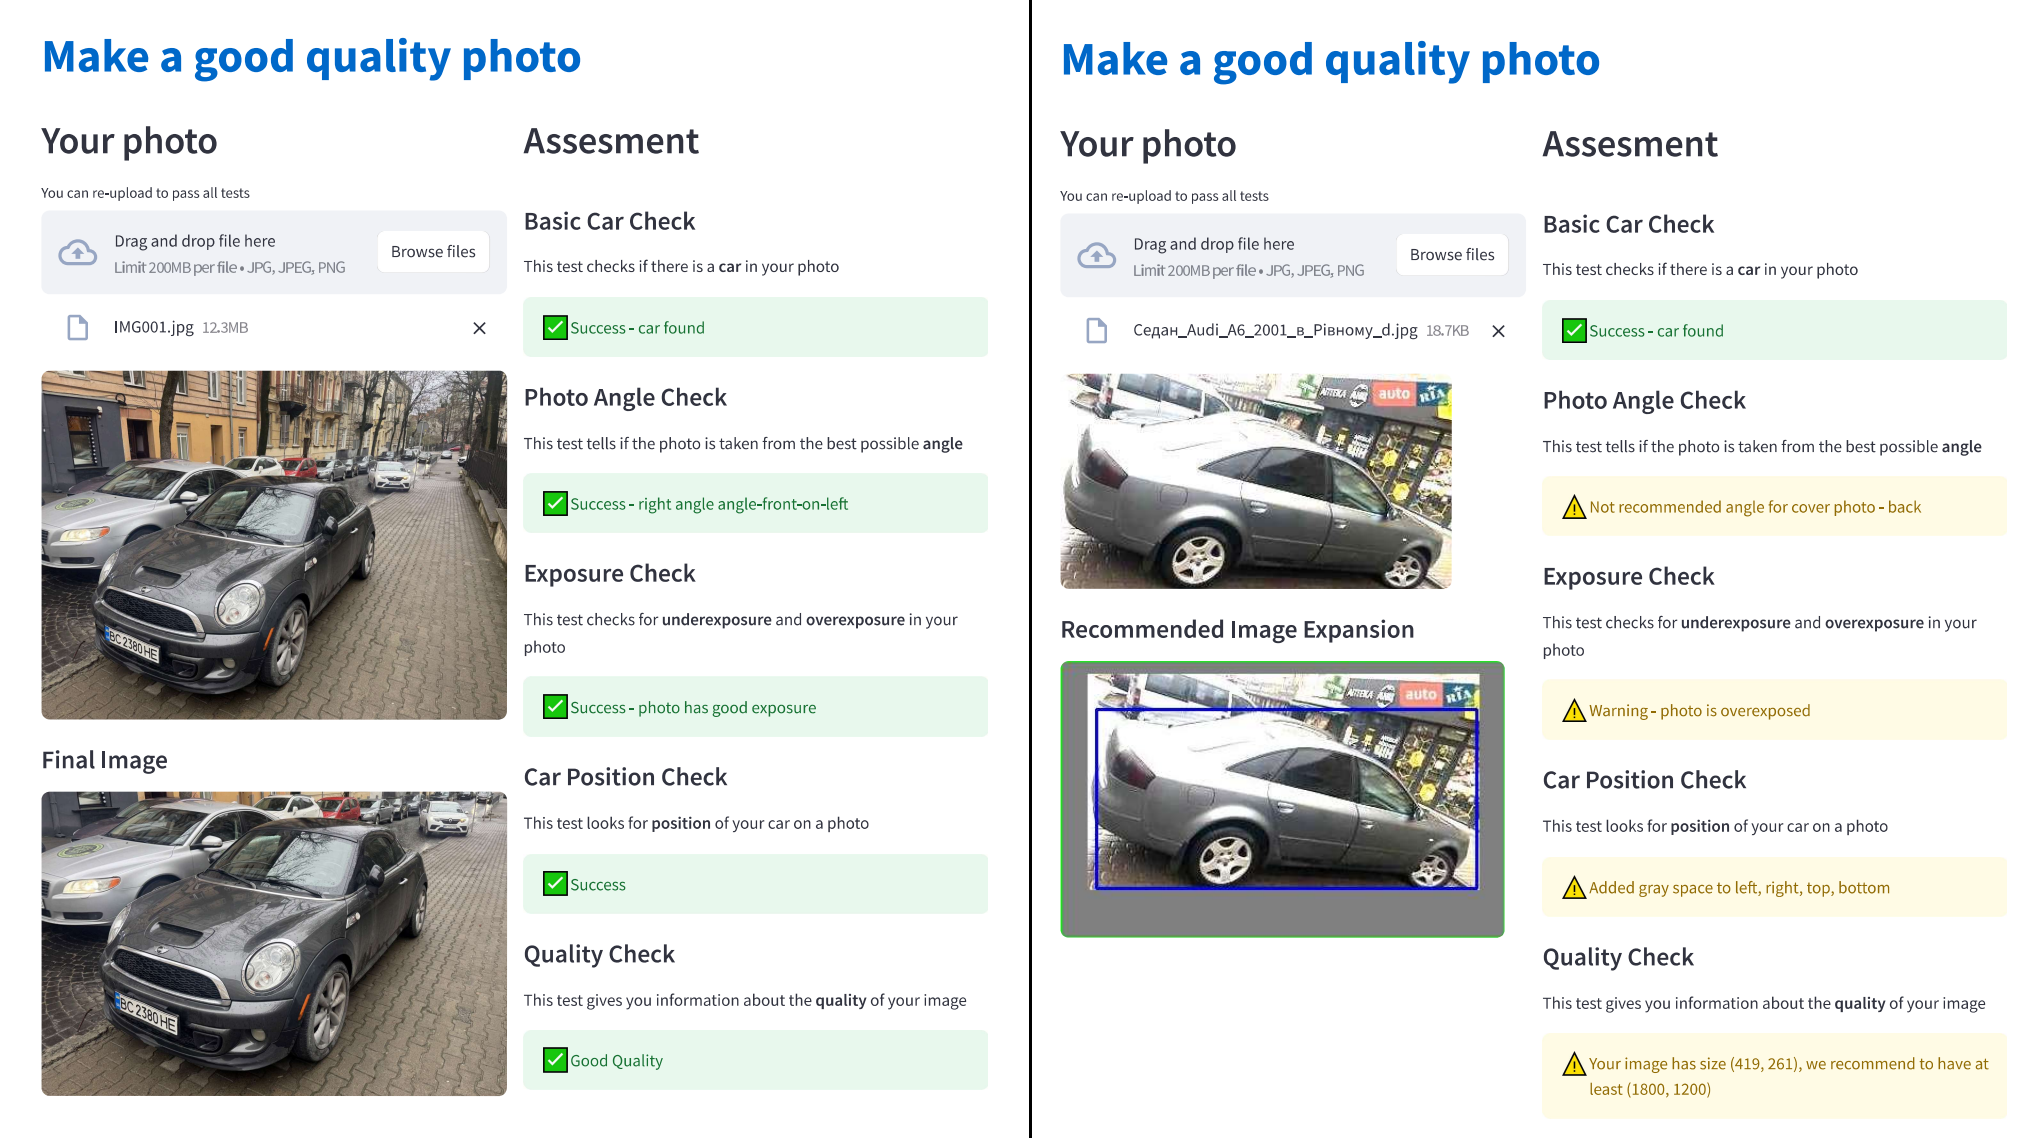 Make a good quality photo
Your photo
You can re-upload to pass all tests
Drag and drop file here
Limit 200MB per file • JPG, JPEG, PNG
Browse files
IMG001.jpg 12.3MB
BC 2380 HE
Final Image
BC 2380 HE
Assesment
Basic Car Check
This test checks if there is a car in your photo
Success - car found
Photo Angle Check
This test tells if the photo is taken from the best possible angle
Success - right angle angle-front-on-left
Exposure Check
This test checks for underexposure and overexposure in your
photo
Success - photo has good exposure
Car Position Check
This test looks for position of your car on a photo
Success
Quality Check
This test gives you information about the quality of your image
Good Quality
Make a good quality photo
Your photo
You can re-upload to pass all tests
Drag and drop file here
Limit 200MB per file • JPG, JPEG, PNG
Browse files
Седан_Audi_A6_2001_в_Рівному_d.jpg 18.7KB
auto RIA
Recommended Image Expansion
auto RIA
Assesment
Basic Car Check
This test checks if there is a car in your photo
Success - car found
Photo Angle Check
This test tells if the photo is taken from the best possible angle
Not recommended angle for cover photo - back
Exposure Check
This test checks for underexposure and overexposure in your
photo
Warning - photo is overexposed
Car Position Check
This test looks for position of your car on a photo
Added gray space to left, right, top, bottom
Quality Check
This test gives you information about the quality of your image
Your image has size (419, 261), we recommend to have at
least (1800, 1200)